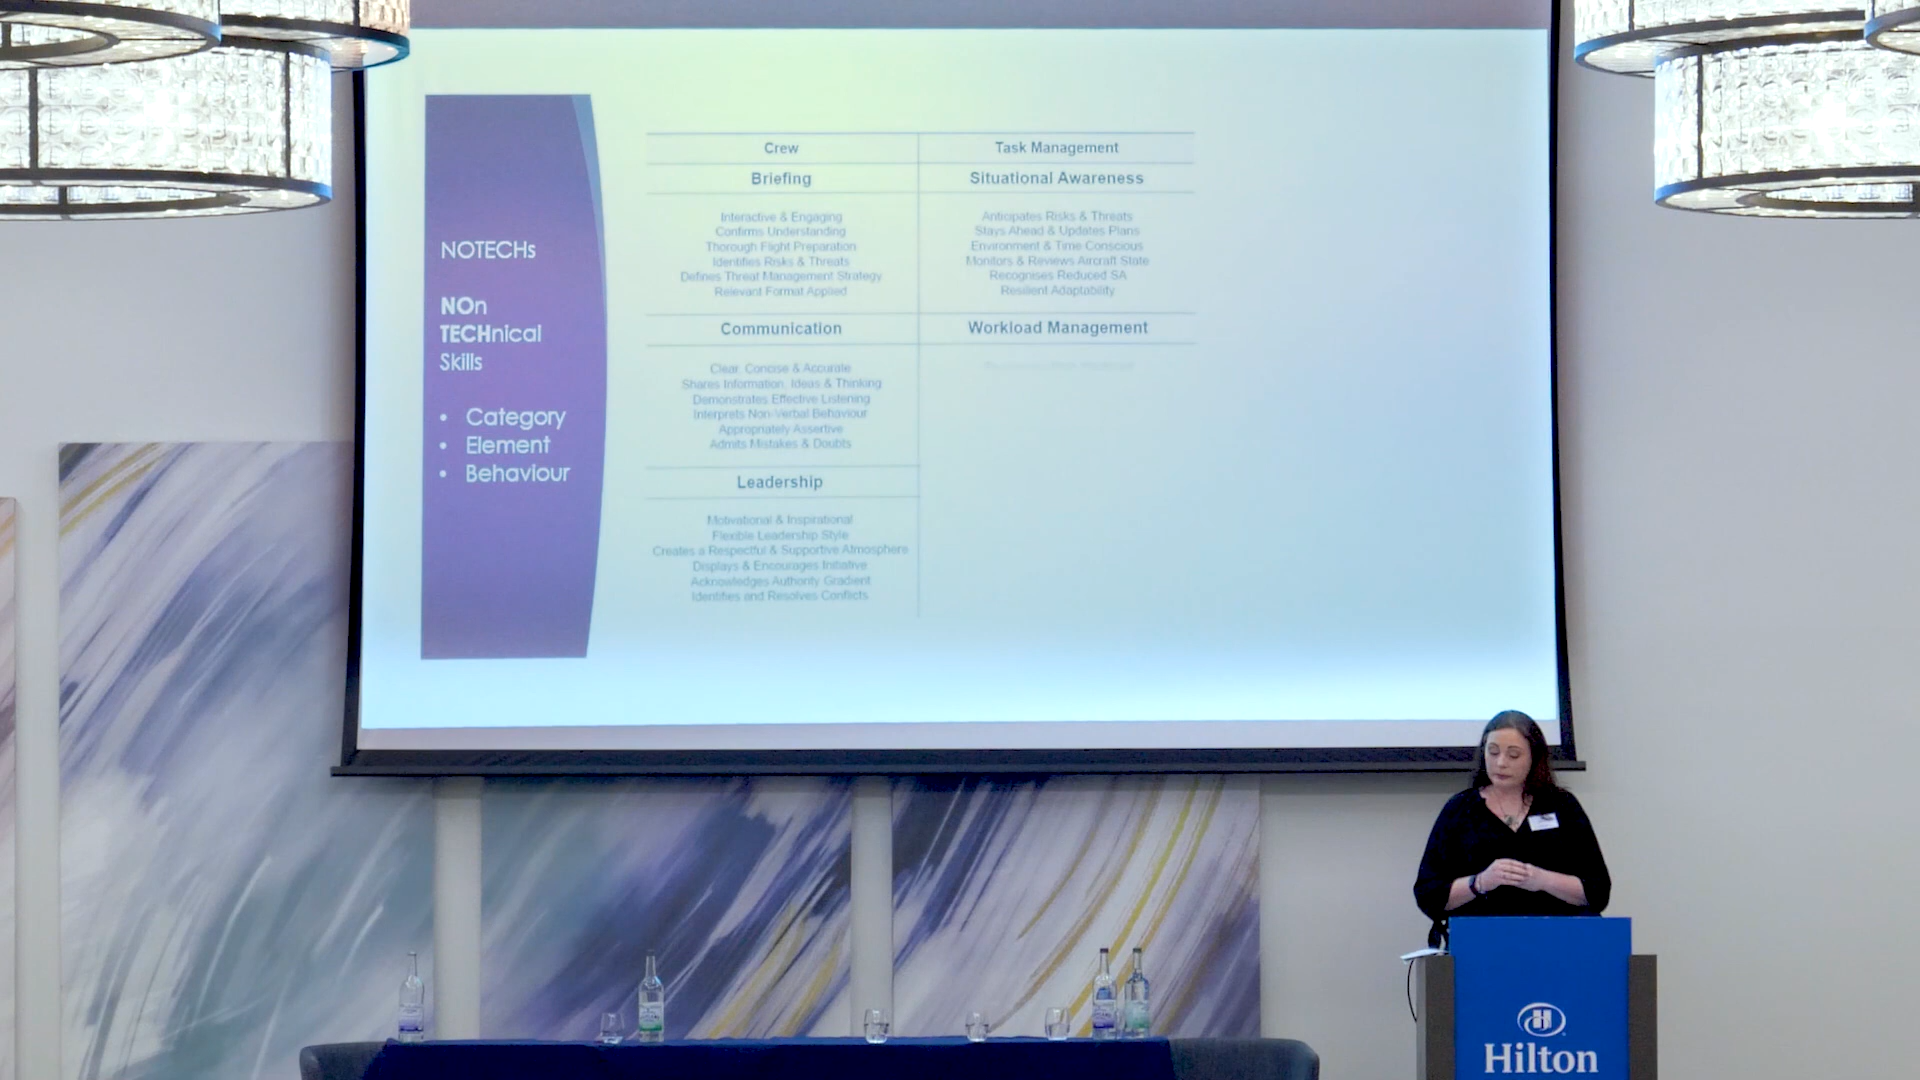 NOTECHs
NOn
TECHnical
Skills
• Category
• Element
• Behaviour
Crew
Briefing
Interactive & Engaging
Confirms Understanding
Thorough Flight Preparation
Identifies Risks & Threats
Defines Threat Management Strategy
Relevant Format Applied
Communication
Clear, Concise & Accurate
Shares Information, Ideas & Thinking
Demonstrates Effective Listening
Interprets Non-Verbal Behaviour
Appropriately Assertive
Admits Mistakes & Doubts
Leadership
Motivational & Inspirational
Flexible Leadership Style
Creates a Respectful & Supportive Atmosphere
Displays & Encourages Initiative
Acknowledges Authority Gradient
Identifies and Resolves Conflicts
Task Management
Situational Awareness
Anticipates Risks & Threats
Stays Ahead & Updates Plans
Environment & Time Conscious
Monitors & Reviews Aircraft State
Recognises Reduced SA
Resilient Adaptability
Workload Management
Hilton